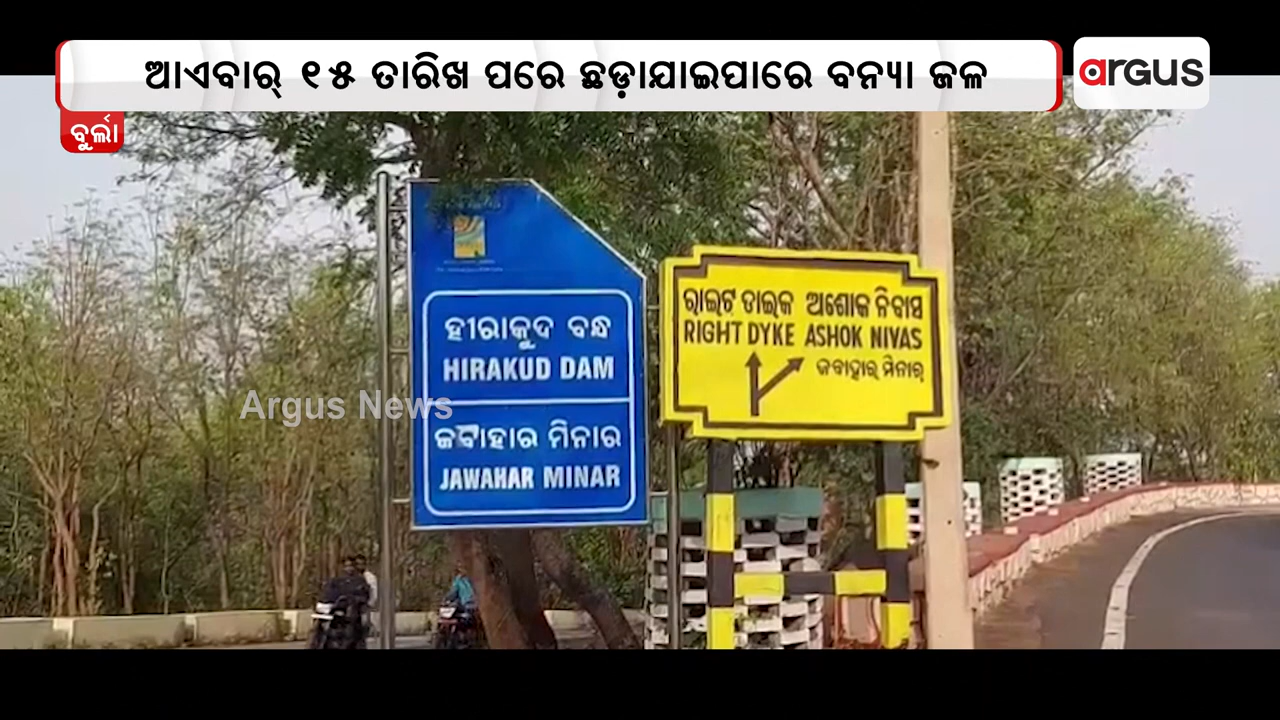 ଆଏବାର୍ ୧୫ ତାରିଖ ପରେ ଛଡ଼ାଯାଇପାରେ ବନ୍ୟା ଜଳ
argus
ବୁର୍ଲା
ହୀରାକୁଦ ବନ୍ଧ
HIRAKUD DAM
ଜବାହାର ମିନାର
JAWAHAR MINAR
ରାଇଟ୍ ଡାଇକ ଅଶୋକ ନିବାସ
RIGHT DYKE ASHOK NIVAS
ଜବାହାର୍ ମିନାର୍
Argus News